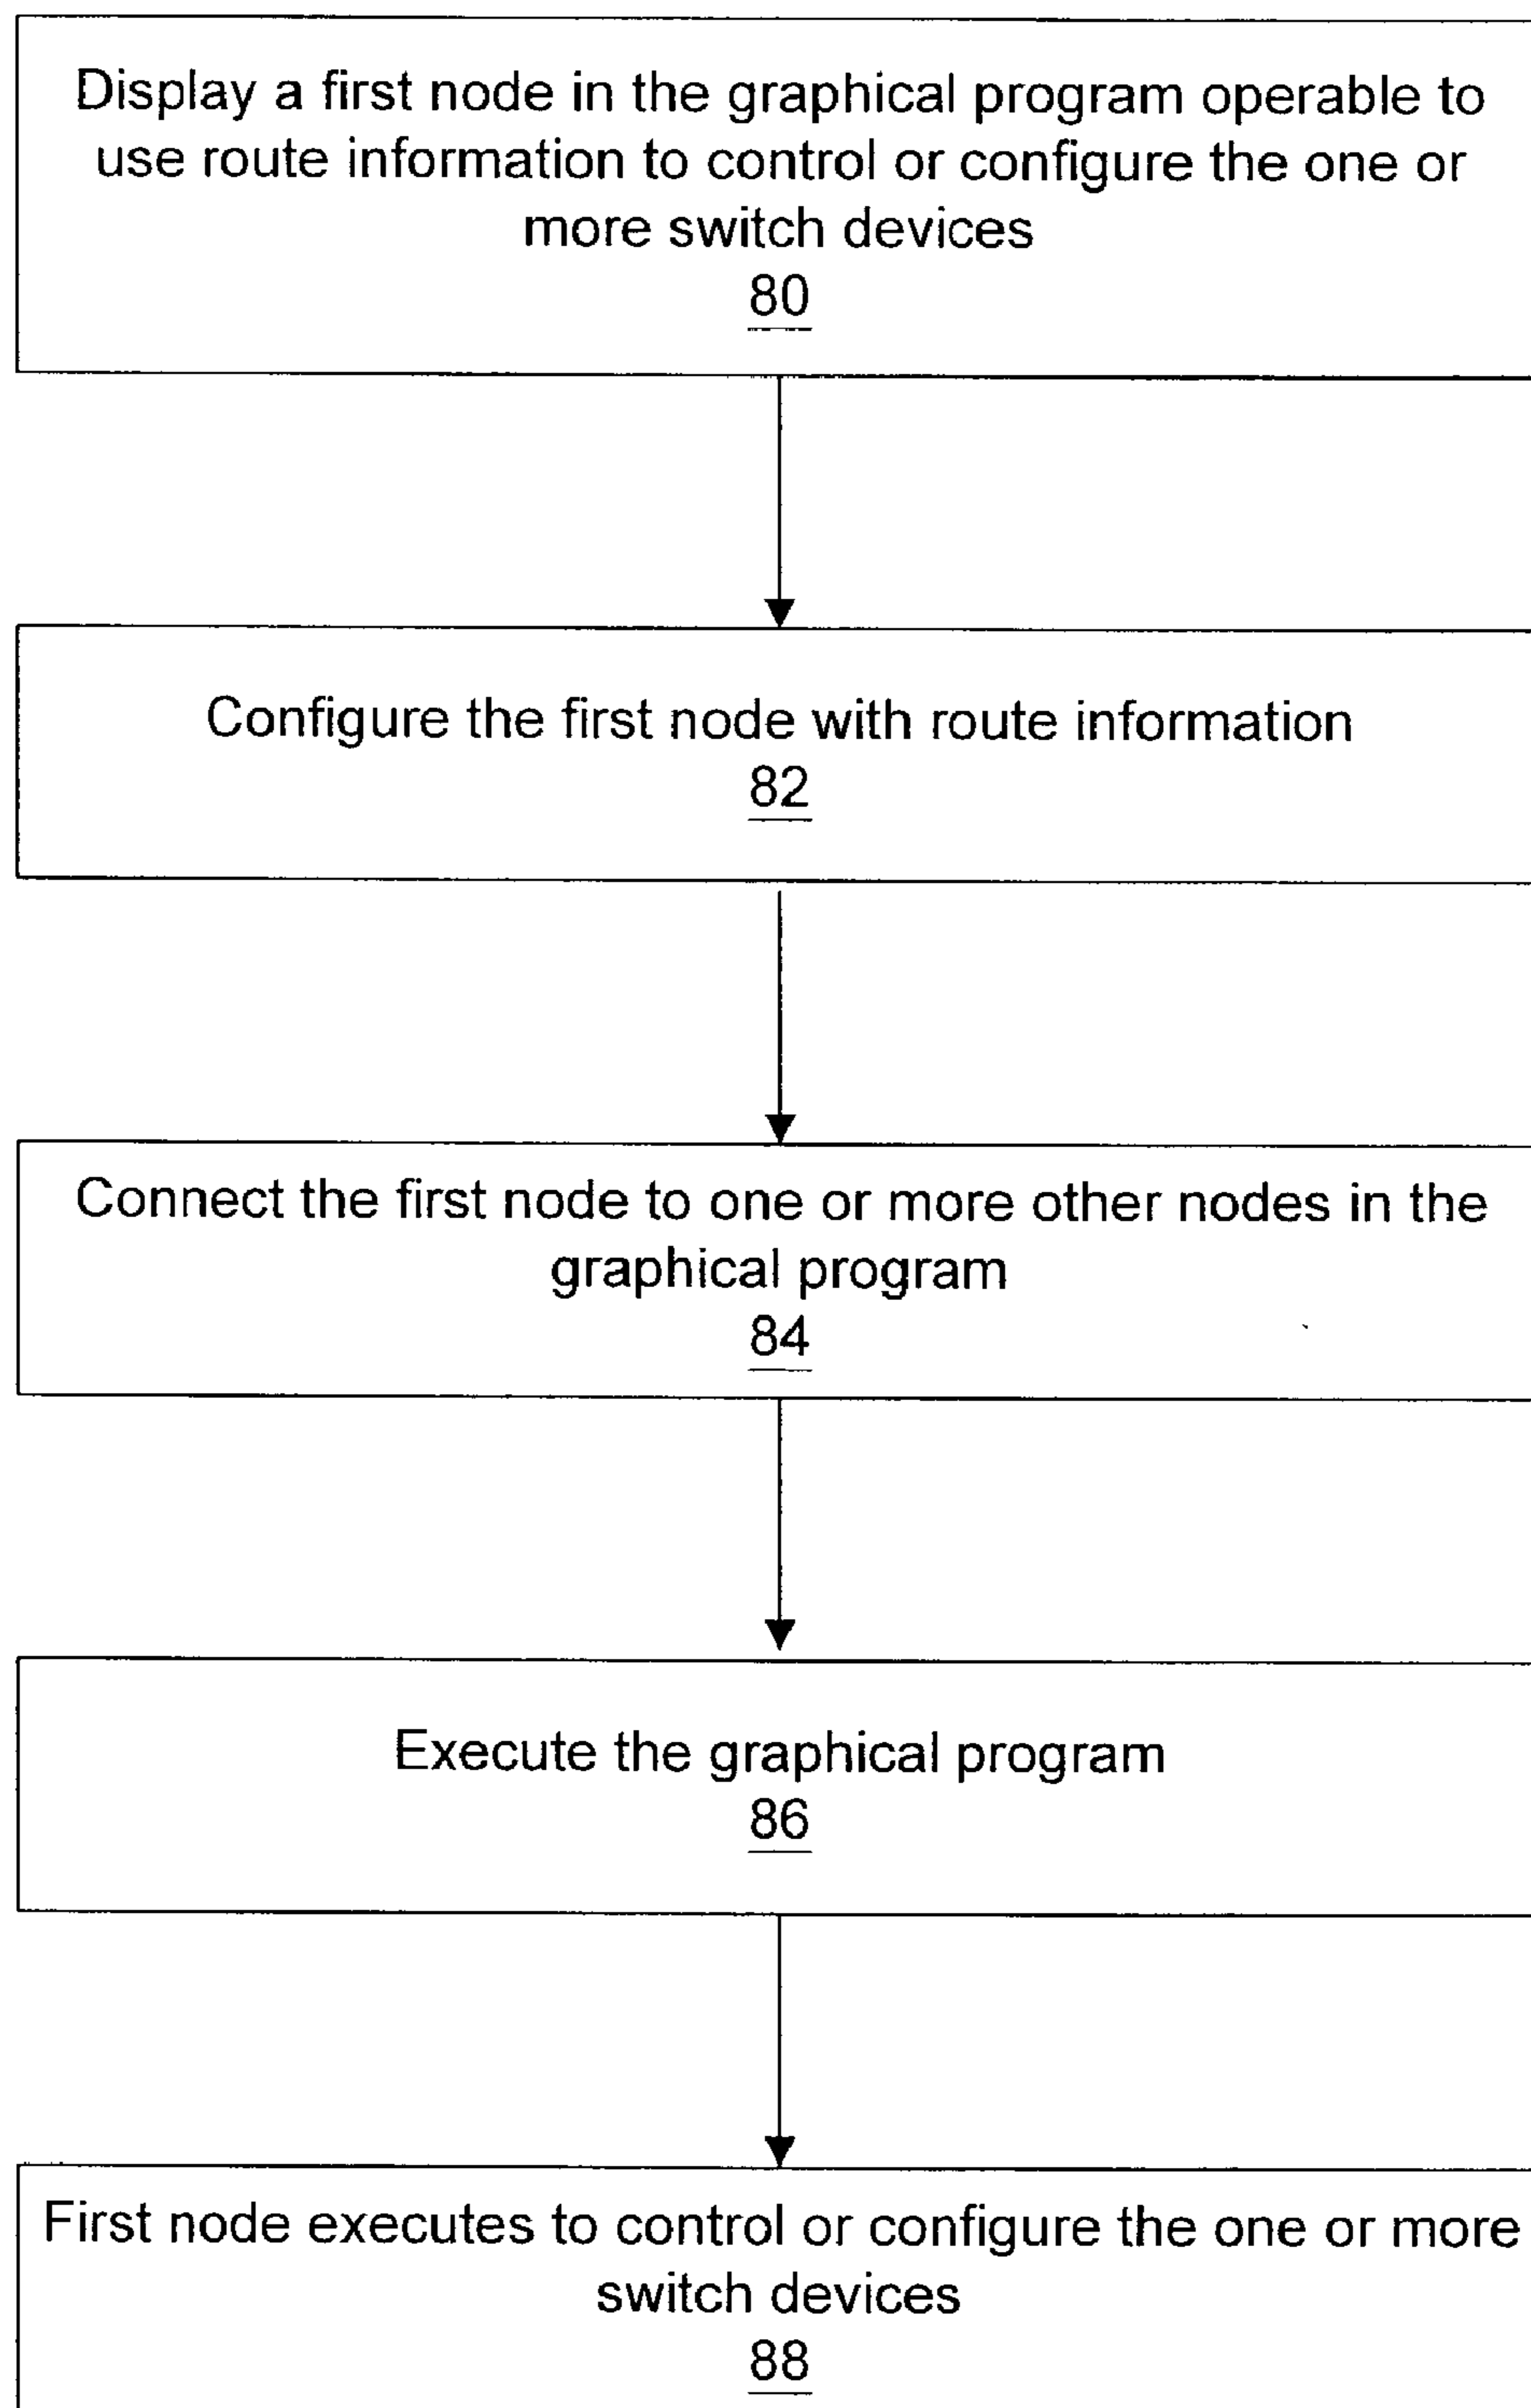 Display a first node in the graphical program operable to
use route information to control or configure the one or
more switch devices
80
Configure the first node with route information
82
Connect the first node to one or more other nodes in the
graphical program
84
Execute the graphical program
86
First node executes to control or configure the one or more
switch devices
88